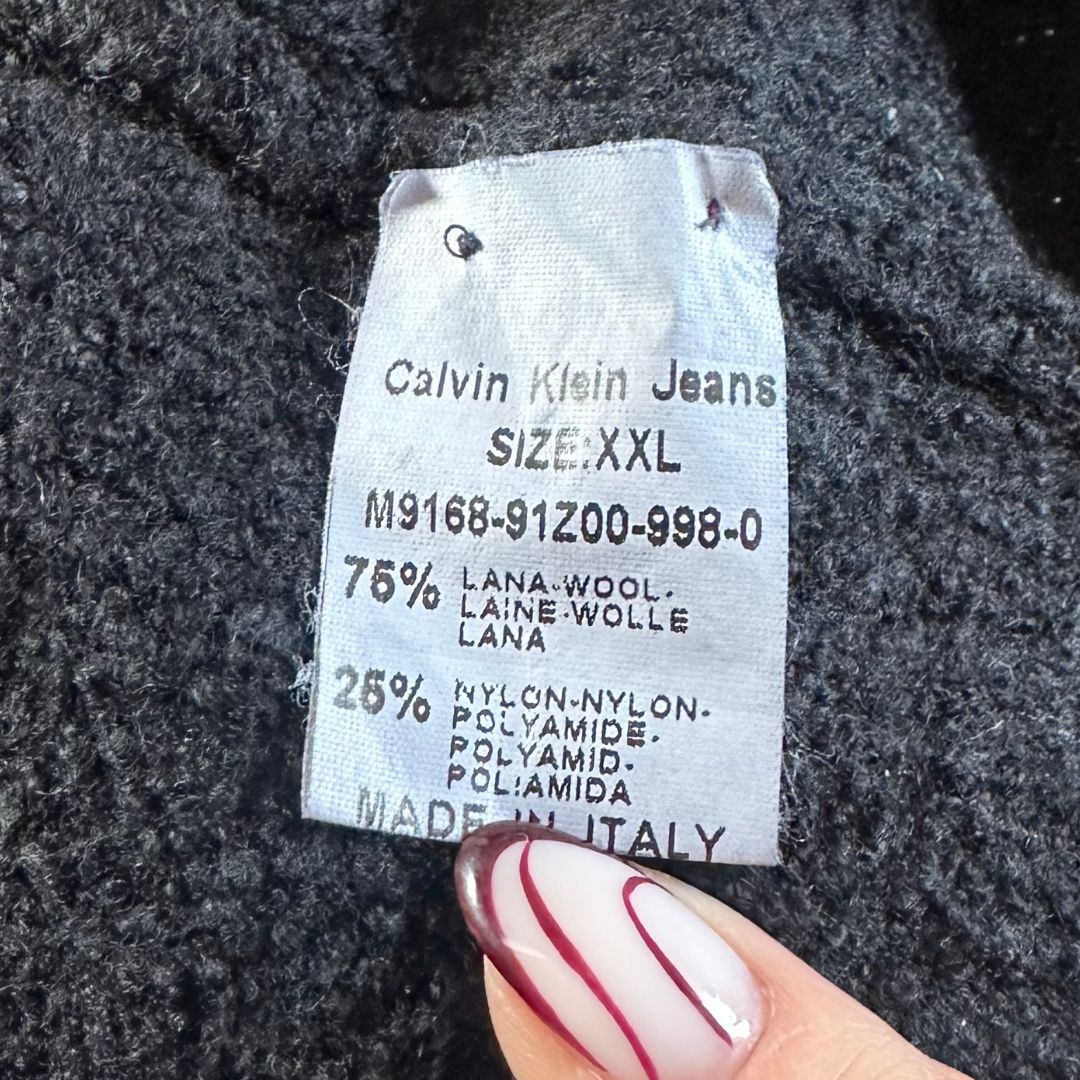 Calvin Klein Jeans
SIZE:XXL
M9168-91Z00-998-0
75% LANA-WOOL-
LAINE-WOLLE
LANA
25% NYLON-NYLON-
POLYAMIDE-
POLYAMID-
POLIAMIDA
MADE IN ITALY